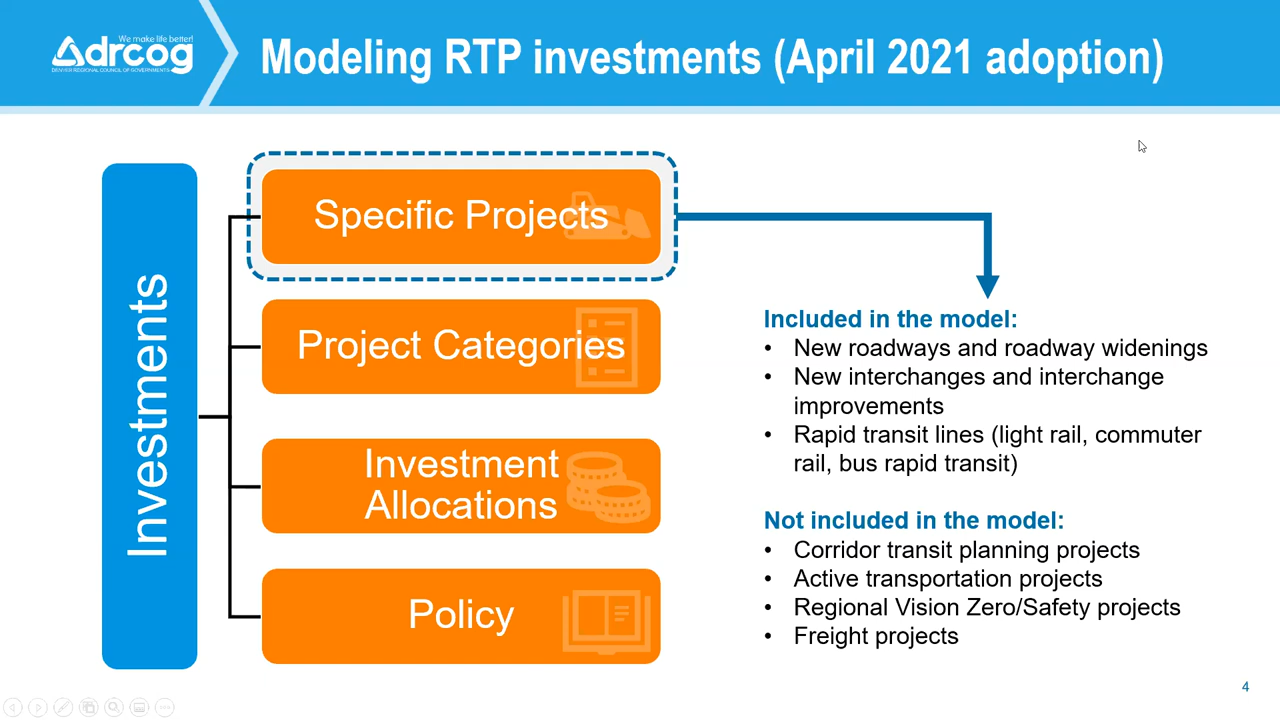 We make life better!
drcog
DENVER REGIONAL COUNCIL OF GOVERNMENTS
Modeling RTP investments (April 2021 adoption)
Investments
Specific Projects
Project Categories
Investment
Allocations
Policy
Included in the model:
• New roadways and roadway widenings
• New interchanges and interchange
improvements
• Rapid transit lines (light rail, commuter
rail, bus rapid transit)
Not included in the model:
• Corridor transit planning projects
• Active transportation projects
• Regional Vision Zero/Safety projects
• Freight projects
4